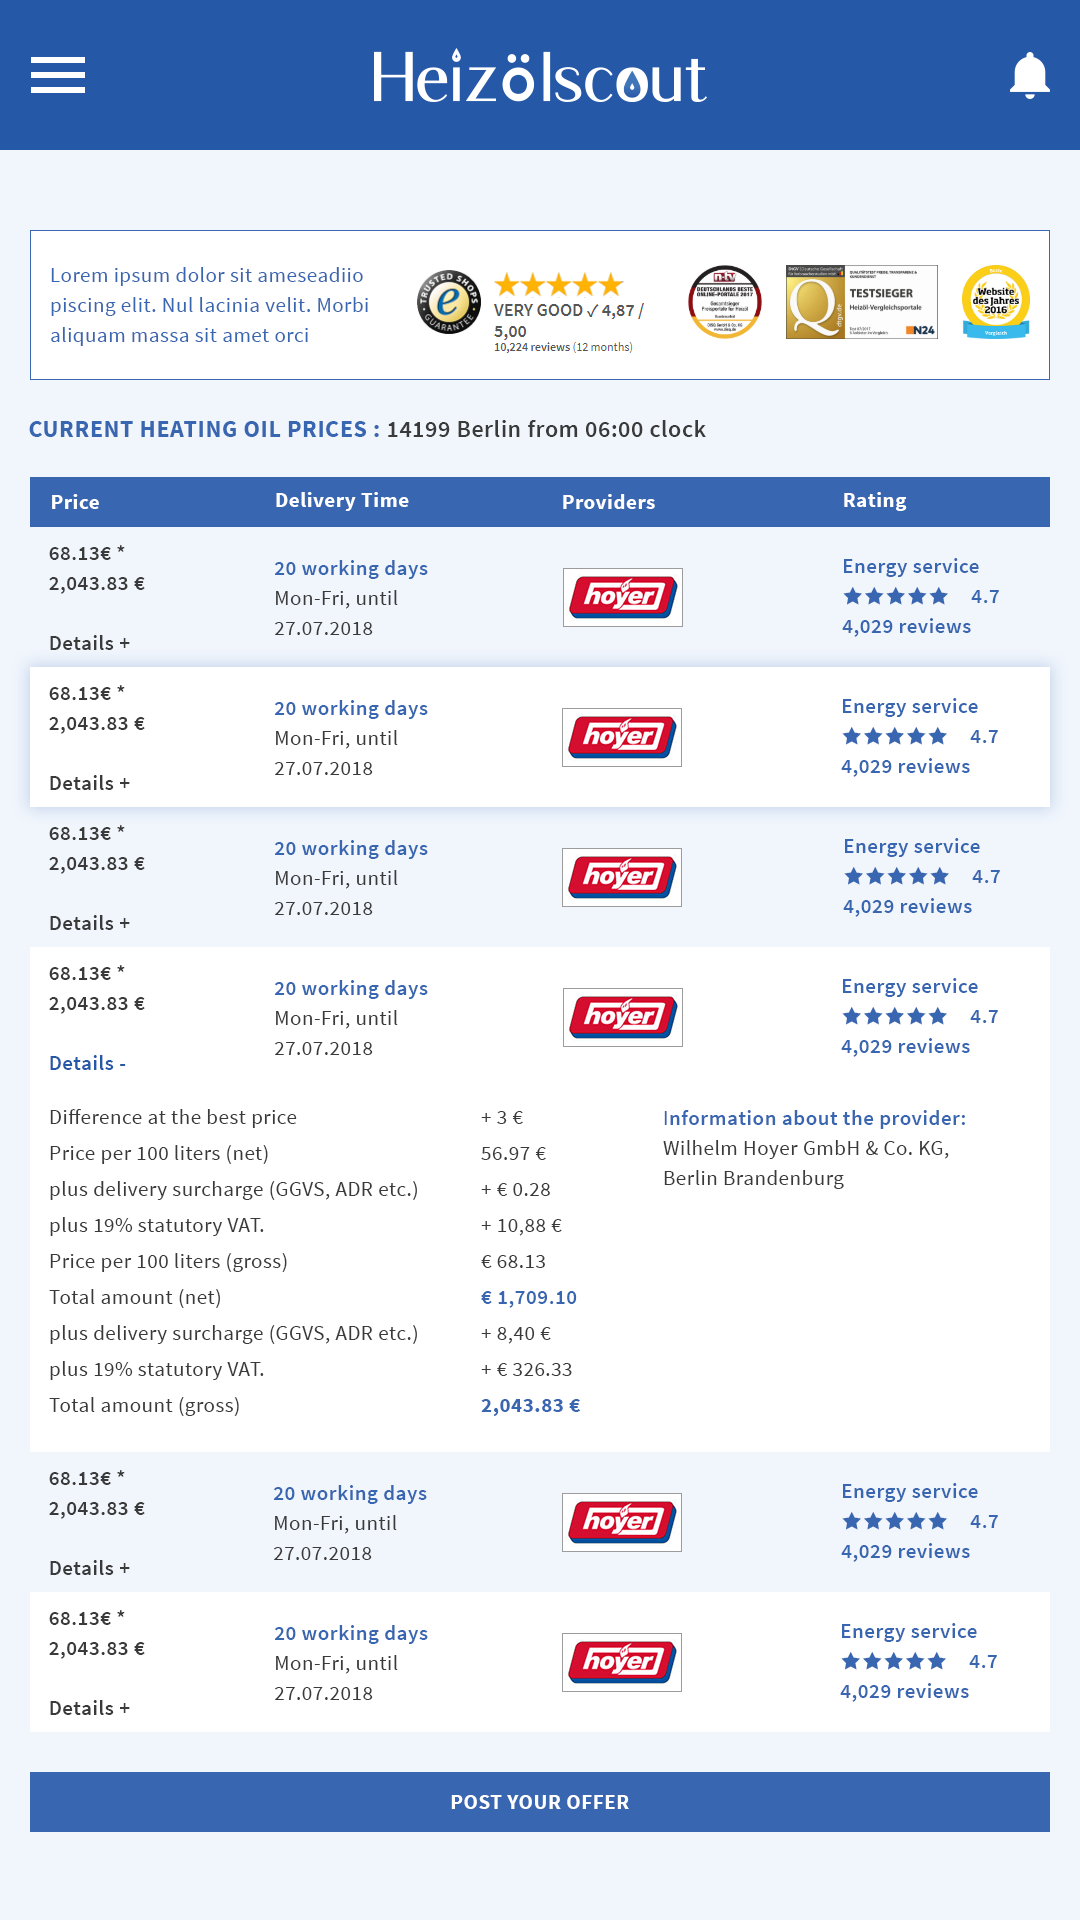 Heizölscout
Lorem ipsum dolor sit ameseadiio
piscing elit. Nul lacinia velit. Morbi
aliquam massa sit amet orci
TRUSTED SHOPS
e
GUARANTEE
VERY GOOD ✓ 4,87 /
5,00
10,224 reviews (12 months)
n-tv
DEUTSCHLANDS BESTE
ONLINE-PORTALE 2017
Gesamtsieger
Preisportale für Heizöl
TESTSIEGER
Heizöl-Vergleichsportale
N24
Website
des Jahres
2016
Vergleich
CURRENT HEATING OIL PRICES : 14199 Berlin from 06:00 clock
Price Delivery Time Providers Rating
68.13€ *
2,043.83 €
Details +
20 working days
Mon-Fri, until
27.07.2018
hoyer
Energy service
4.7
4,029 reviews
68.13€ *
2,043.83 €
Details +
20 working days
Mon-Fri, until
27.07.2018
hoyer
Energy service
4.7
4,029 reviews
68.13€ *
2,043.83 €
Details +
20 working days
Mon-Fri, until
27.07.2018
hoyer
Energy service
4.7
4,029 reviews
68.13€ *
2,043.83 €
Details -
20 working days
Mon-Fri, until
27.07.2018
hoyer
Energy service
4.7
4,029 reviews
Difference at the best price + 3 €
Price per 100 liters (net) 56.97 €
plus delivery surcharge (GGVS, ADR etc.) + € 0.28
plus 19% statutory VAT. + 10,88 €
Price per 100 liters (gross) € 68.13
Total amount (net) € 1,709.10
plus delivery surcharge (GGVS, ADR etc.) + 8,40 €
plus 19% statutory VAT. + € 326.33
Total amount (gross) 2,043.83 €
Information about the provider:
Wilhelm Hoyer GmbH & Co. KG,
Berlin Brandenburg
68.13€ *
2,043.83 €
Details +
20 working days
Mon-Fri, until
27.07.2018
hoyer
Energy service
4.7
4,029 reviews
68.13€ *
2,043.83 €
Details +
20 working days
Mon-Fri, until
27.07.2018
hoyer
Energy service
4.7
4,029 reviews
POST YOUR OFFER